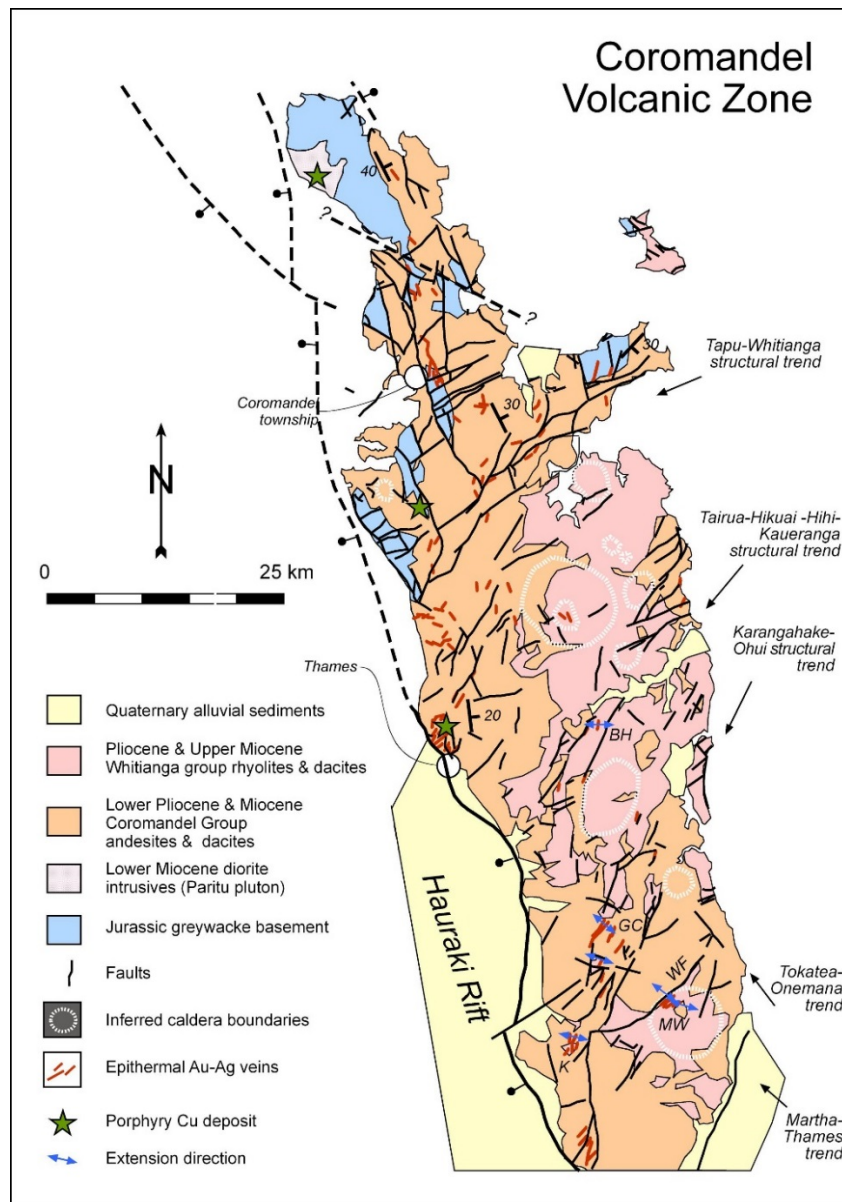 Coromandel
Volcanic Zone
40
?
?
30
Tapu-Whitianga
structural trend
Coromandel
township
30
N
Tairua-Hikuai -Hihi-
Kaueranga
structural trend
0
25 km
Karangahake-
Ohui structural
trend
Thames
20
BH
Quaternary alluvial sediments
Pliocene & Upper Miocene
Whitianga group rhyolites & dacites
Lower Pliocene & Miocene
Coromandel Group
andesites & dacites
Lower Miocene diorite
intrusives (Paritu pluton)
Jurassic greywacke basement
Faults
Inferred caldera boundaries
Epithermal Au-Ag veins
Porphyry Cu deposit
Extension direction
Hauraki Rift
GC
WF
MW
K
Tokatea-
Onemana
trend
Martha-
Thames
trend